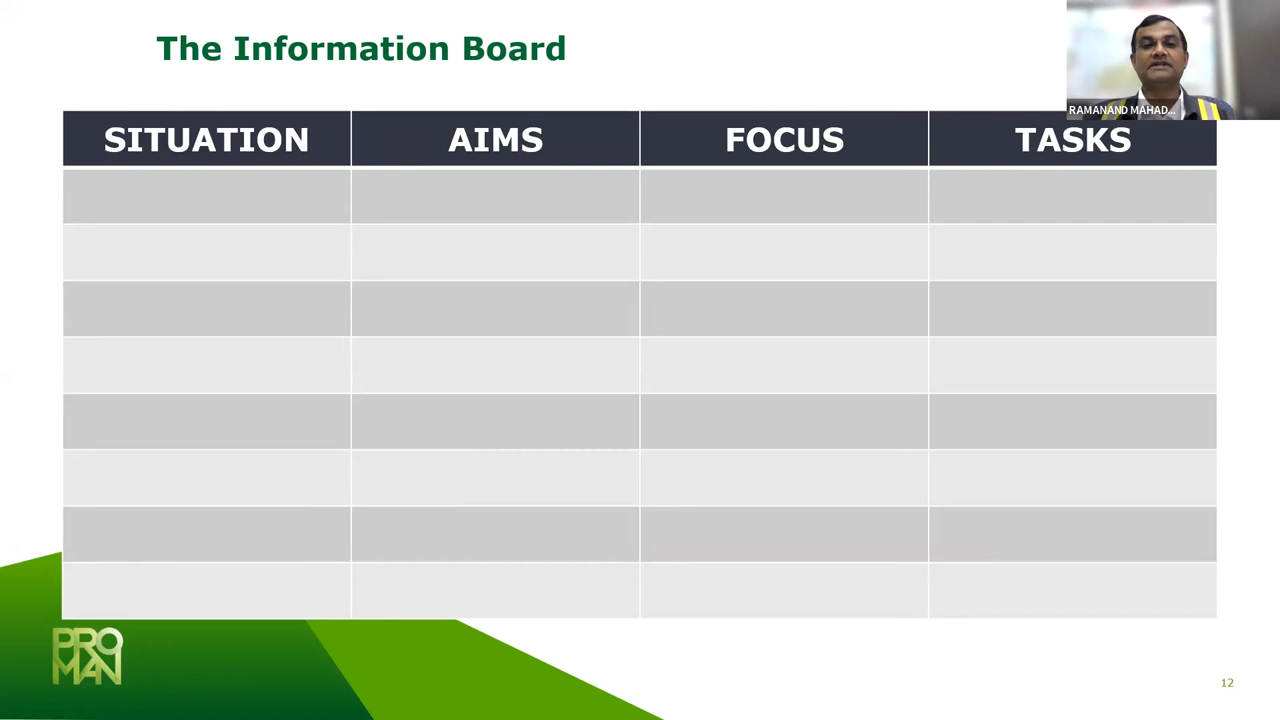 The Information Board
RAMANAND MAHAD...
SITUATION AIMS FOCUS TASKS
PRO
MAN
12